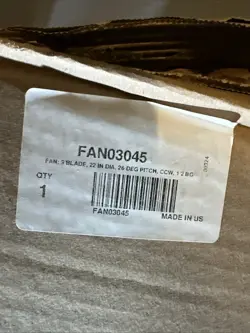 FAN03045
FAN, 3 BLADE, 22 IN DIA, 26 DEG PITCH, CCW, 1 2 BO
QTY
1
FAN03045
MADE IN US